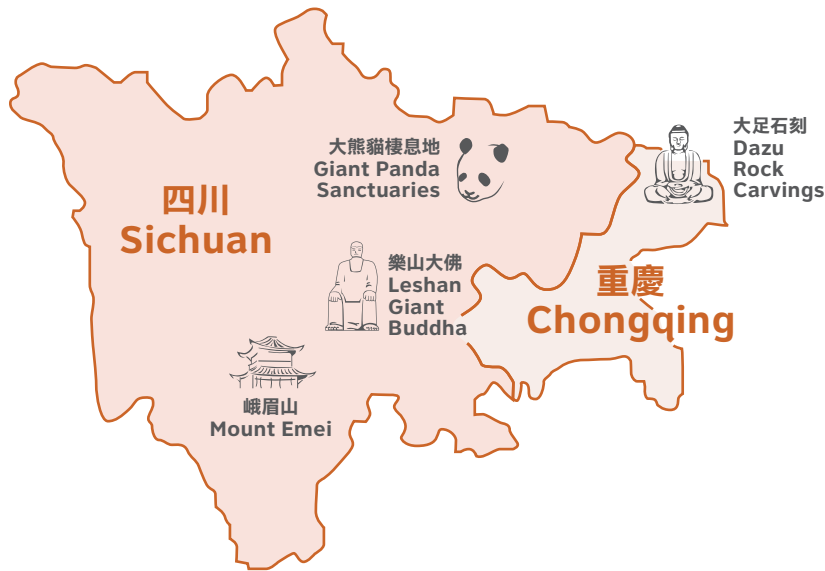 大熊貓棲息地
Giant Panda
Sanctuaries
大足石刻
Dazu
Rock
Carvings
四川
Sichuan
樂山大佛
Leshan
Giant
Buddha
重慶
Chongqing
峨眉山
Mount Emei